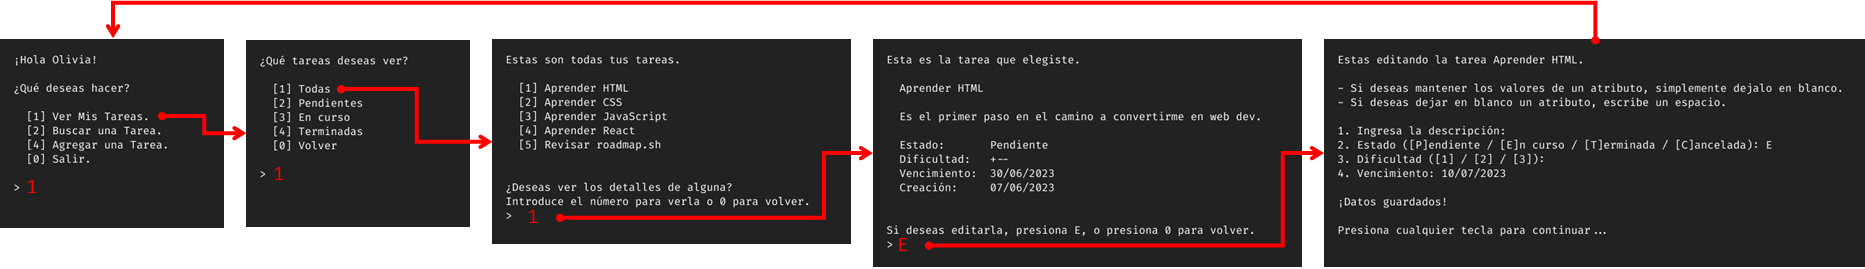 ¡Hola Olivia!
¿Qué deseas hacer?
[1] Ver Mis Tareas.
[2] Buscar una Tarea.
[4] Agregar una Tarea.
[0] Salir.
> 1
¿Qué tareas deseas ver?
[1] Todas
[2] Pendientes
[3] En curso
[4] Terminadas
[0] Volver
> 1
Estas son todas tus tareas.
[1] Aprender HTML
[2] Aprender CSS
[3] Aprender JavaScript
[4] Aprender React
[5] Revisar roadmap.sh
¿Deseas ver los detalles de alguna?
Introduce el número para verla o 0 para volver.
> 1
Esta es la tarea que elegiste.
Aprender HTML
Es el primer paso en el camino a convertirme en web dev.
Estado: Pendiente
Dificultad: +--
Vencimiento: 30/06/2023
Creación: 07/06/2023
Si deseas editarla, presiona E, o presiona 0 para volver.
> E
Estas editando la tarea Aprender HTML.
- Si deseas mantener los valores de un atributo, simplemente dejalo en blanco.
- Si deseas dejar en blanco un atributo, escribe un espacio.
1. Ingresa la descripción:
2. Estado ([P]endiente / [E]n curso / [T]erminada / [C]ancelada): E
3. Dificultad ([1] / [2] / [3]):
4. Vencimiento: 10/07/2023
¡Datos guardados!
Presiona cualquier tecla para continuar...